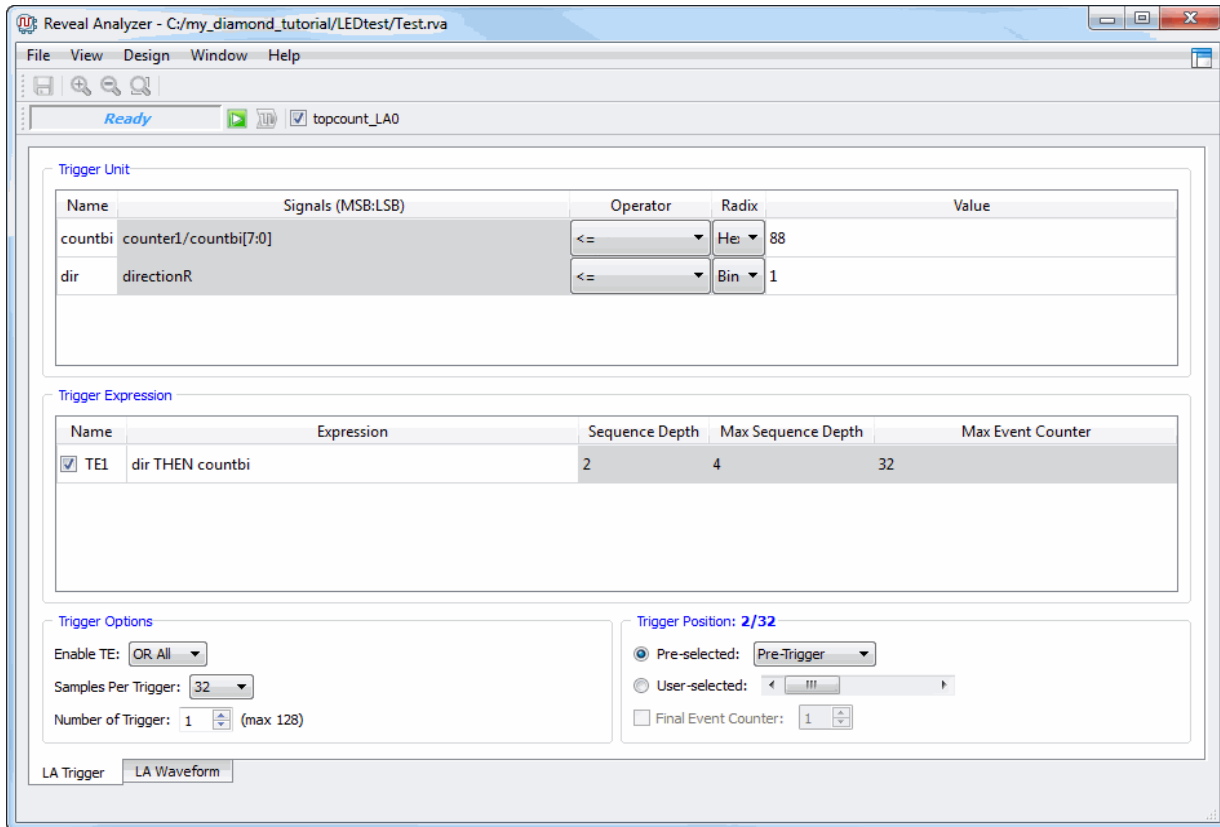 Reveal Analyzer - C:/my_diamond_tutorial/LEDtest/Test.rva
File View Design Window Help
Ready topcount_LA0
Trigger Unit
Name Signals (MSB:LSB) Operator Radix Value
countbi counter1/countbi[7:0] <= He: 88
dir directionR <= Bin 1
Trigger Expression
Name Expression Sequence Depth Max Sequence Depth Max Event Counter
TE1 dir THEN countbi 2 4 32
Trigger Options
Enable TE: OR All
Samples Per Trigger: 32
Number of Trigger: 1 (max 128)
Trigger Position: 2/32
Pre-selected: Pre-Trigger
User-selected:
Final Event Counter: 1
LA Trigger LA Waveform